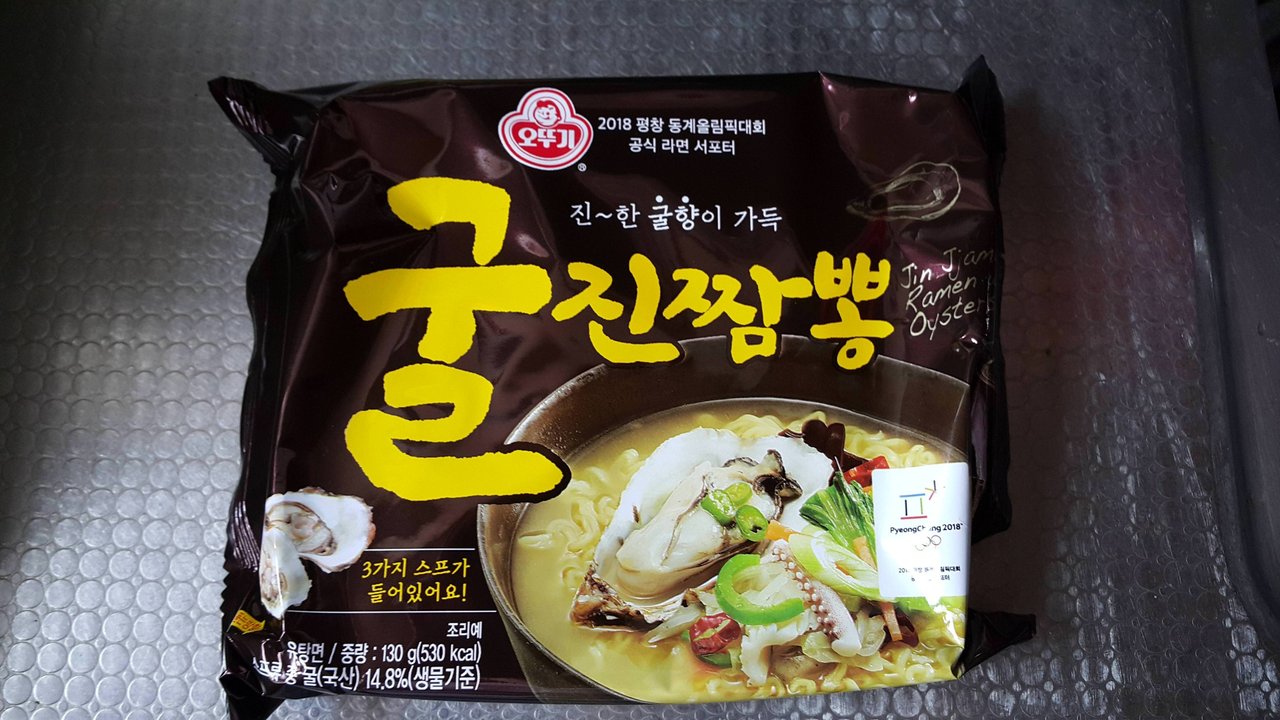 오뚜기
®
2018 평창 동계올림픽대회
공식 라면 서포터
진~한 굴향이 가득
굴진짬뽕
Jin Jjam
Ramen
Oyster
3가지 스프가
들어있어요!
조리예
유탕면 / 중량 : 130 g(530 kcal)
굴(국산) 14.8%(생물기준)
PyeongChang 2018™